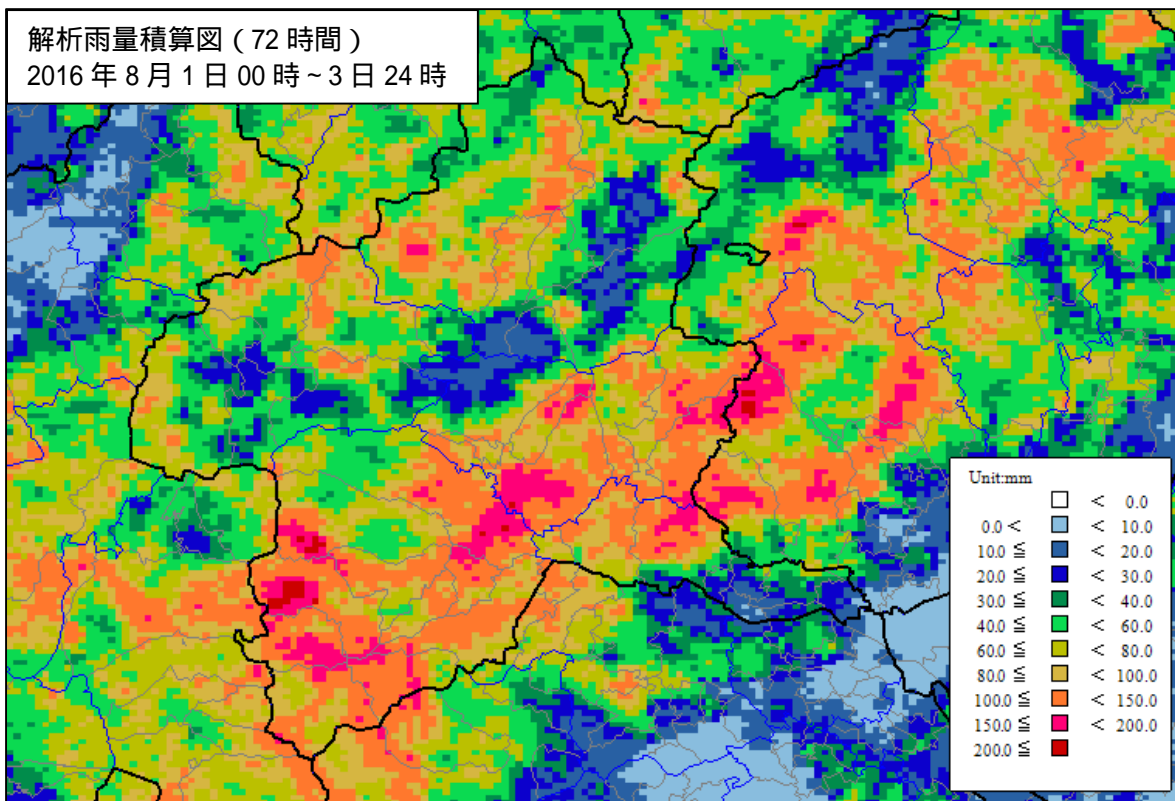 解析雨量積算図（72 時間）
2016 年 8 月 1 日 00 時 ~ 3 日 24 時
Unit:mm
< 0.0
0.0 < < 10.0
10.0 ≦ < 20.0
20.0 ≦ < 30.0
30.0 ≦ < 40.0
40.0 ≦ < 60.0
60.0 ≦ < 80.0
80.0 ≦ < 100.0
100.0 ≦ < 150.0
150.0 ≦ < 200.0
200.0 ≦